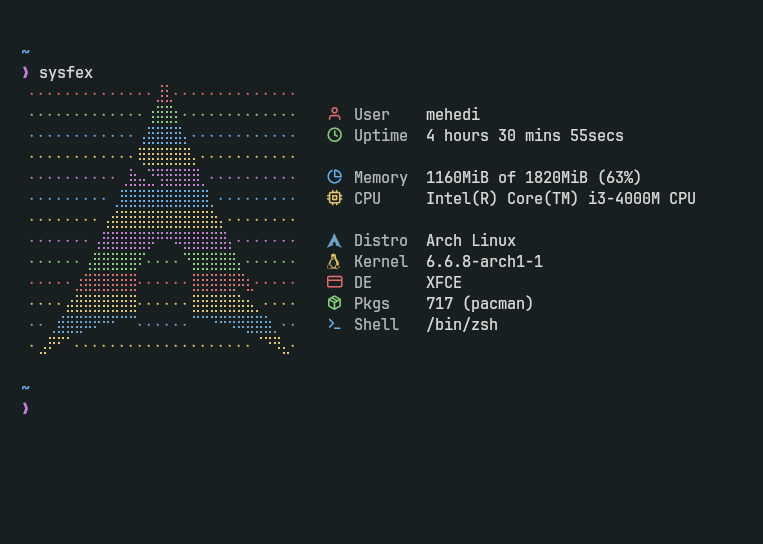 ~
❱ sysfex
User mehedi
Uptime 4 hours 30 mins 55secs
Memory 1160MiB of 1820MiB (63%)
CPU Intel(R) Core(TM) i3-4000M CPU
Distro Arch Linux
Kernel 6.6.8-arch1-1
DE XFCE
Pkgs 717 (pacman)
Shell /bin/zsh
~
❱